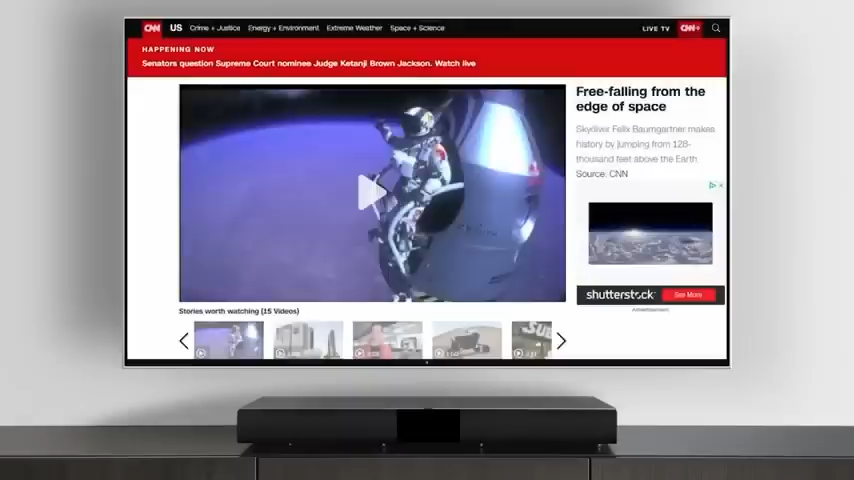 CNN US Crime + Justice Energy + Environment Extreme Weather Space + Science LIVE TV CNN+
HAPPENING NOW
Senators question Supreme Court nominee Judge Ketanji Brown Jackson. Watch live
Free-falling from the
edge of space
Skydiver Felix Baumgartner makes
history by jumping from 128-
thousand feet above the Earth.
Source: CNN
shutterstock See More
Advertisement
Stories worth watching (15 Videos)
SUB